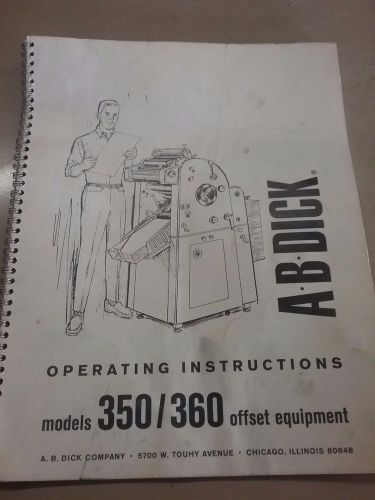 A·B·DICK®
OPERATING INSTRUCTIONS
models 350/360 offset equipment
A. B. DICK COMPANY • 5700 W. TOUHY AVENUE • CHICAGO, ILLINOIS 60648